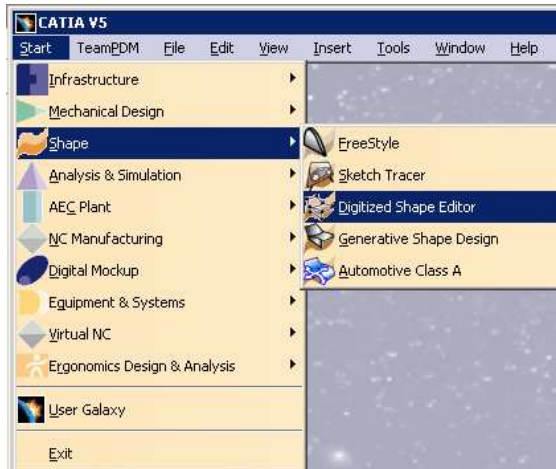 CATIA V5
Start TeamPDM File Edit View Insert Tools Window Help
Infrastructure
Mechanical Design
Shape
Analysis & Simulation
AEC Plant
NC Manufacturing
Digital Mockup
Equipment & Systems
Virtual NC
Ergonomics Design & Analysis
User Galaxy
Exit
FreeStyle
Sketch Tracer
Digitized Shape Editor
Generative Shape Design
Automotive Class A